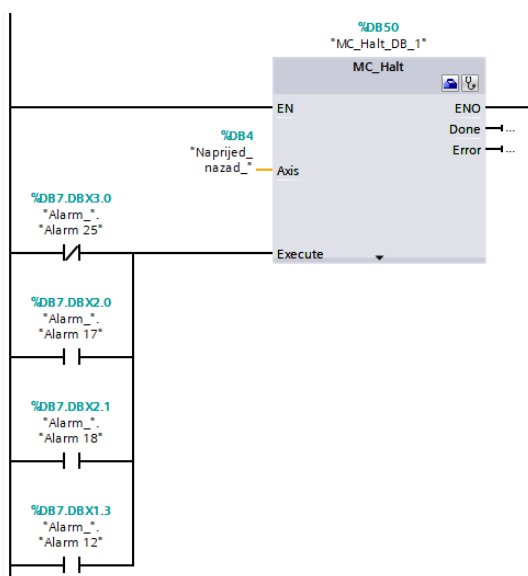 %DB50
"MC_Halt_DB_1"
MC_Halt
EN
ENO
Done
...
Error
...
%DB4
"Naprijed_
nazad_"
Axis
%DB7.DBX3.0
"Alarm_".
"Alarm 25"
Execute
%DB7.DBX2.0
"Alarm_".
"Alarm 17"
%DB7.DBX2.1
"Alarm_".
"Alarm 18"
%DB7.DBX1.3
"Alarm_".
"Alarm 12"